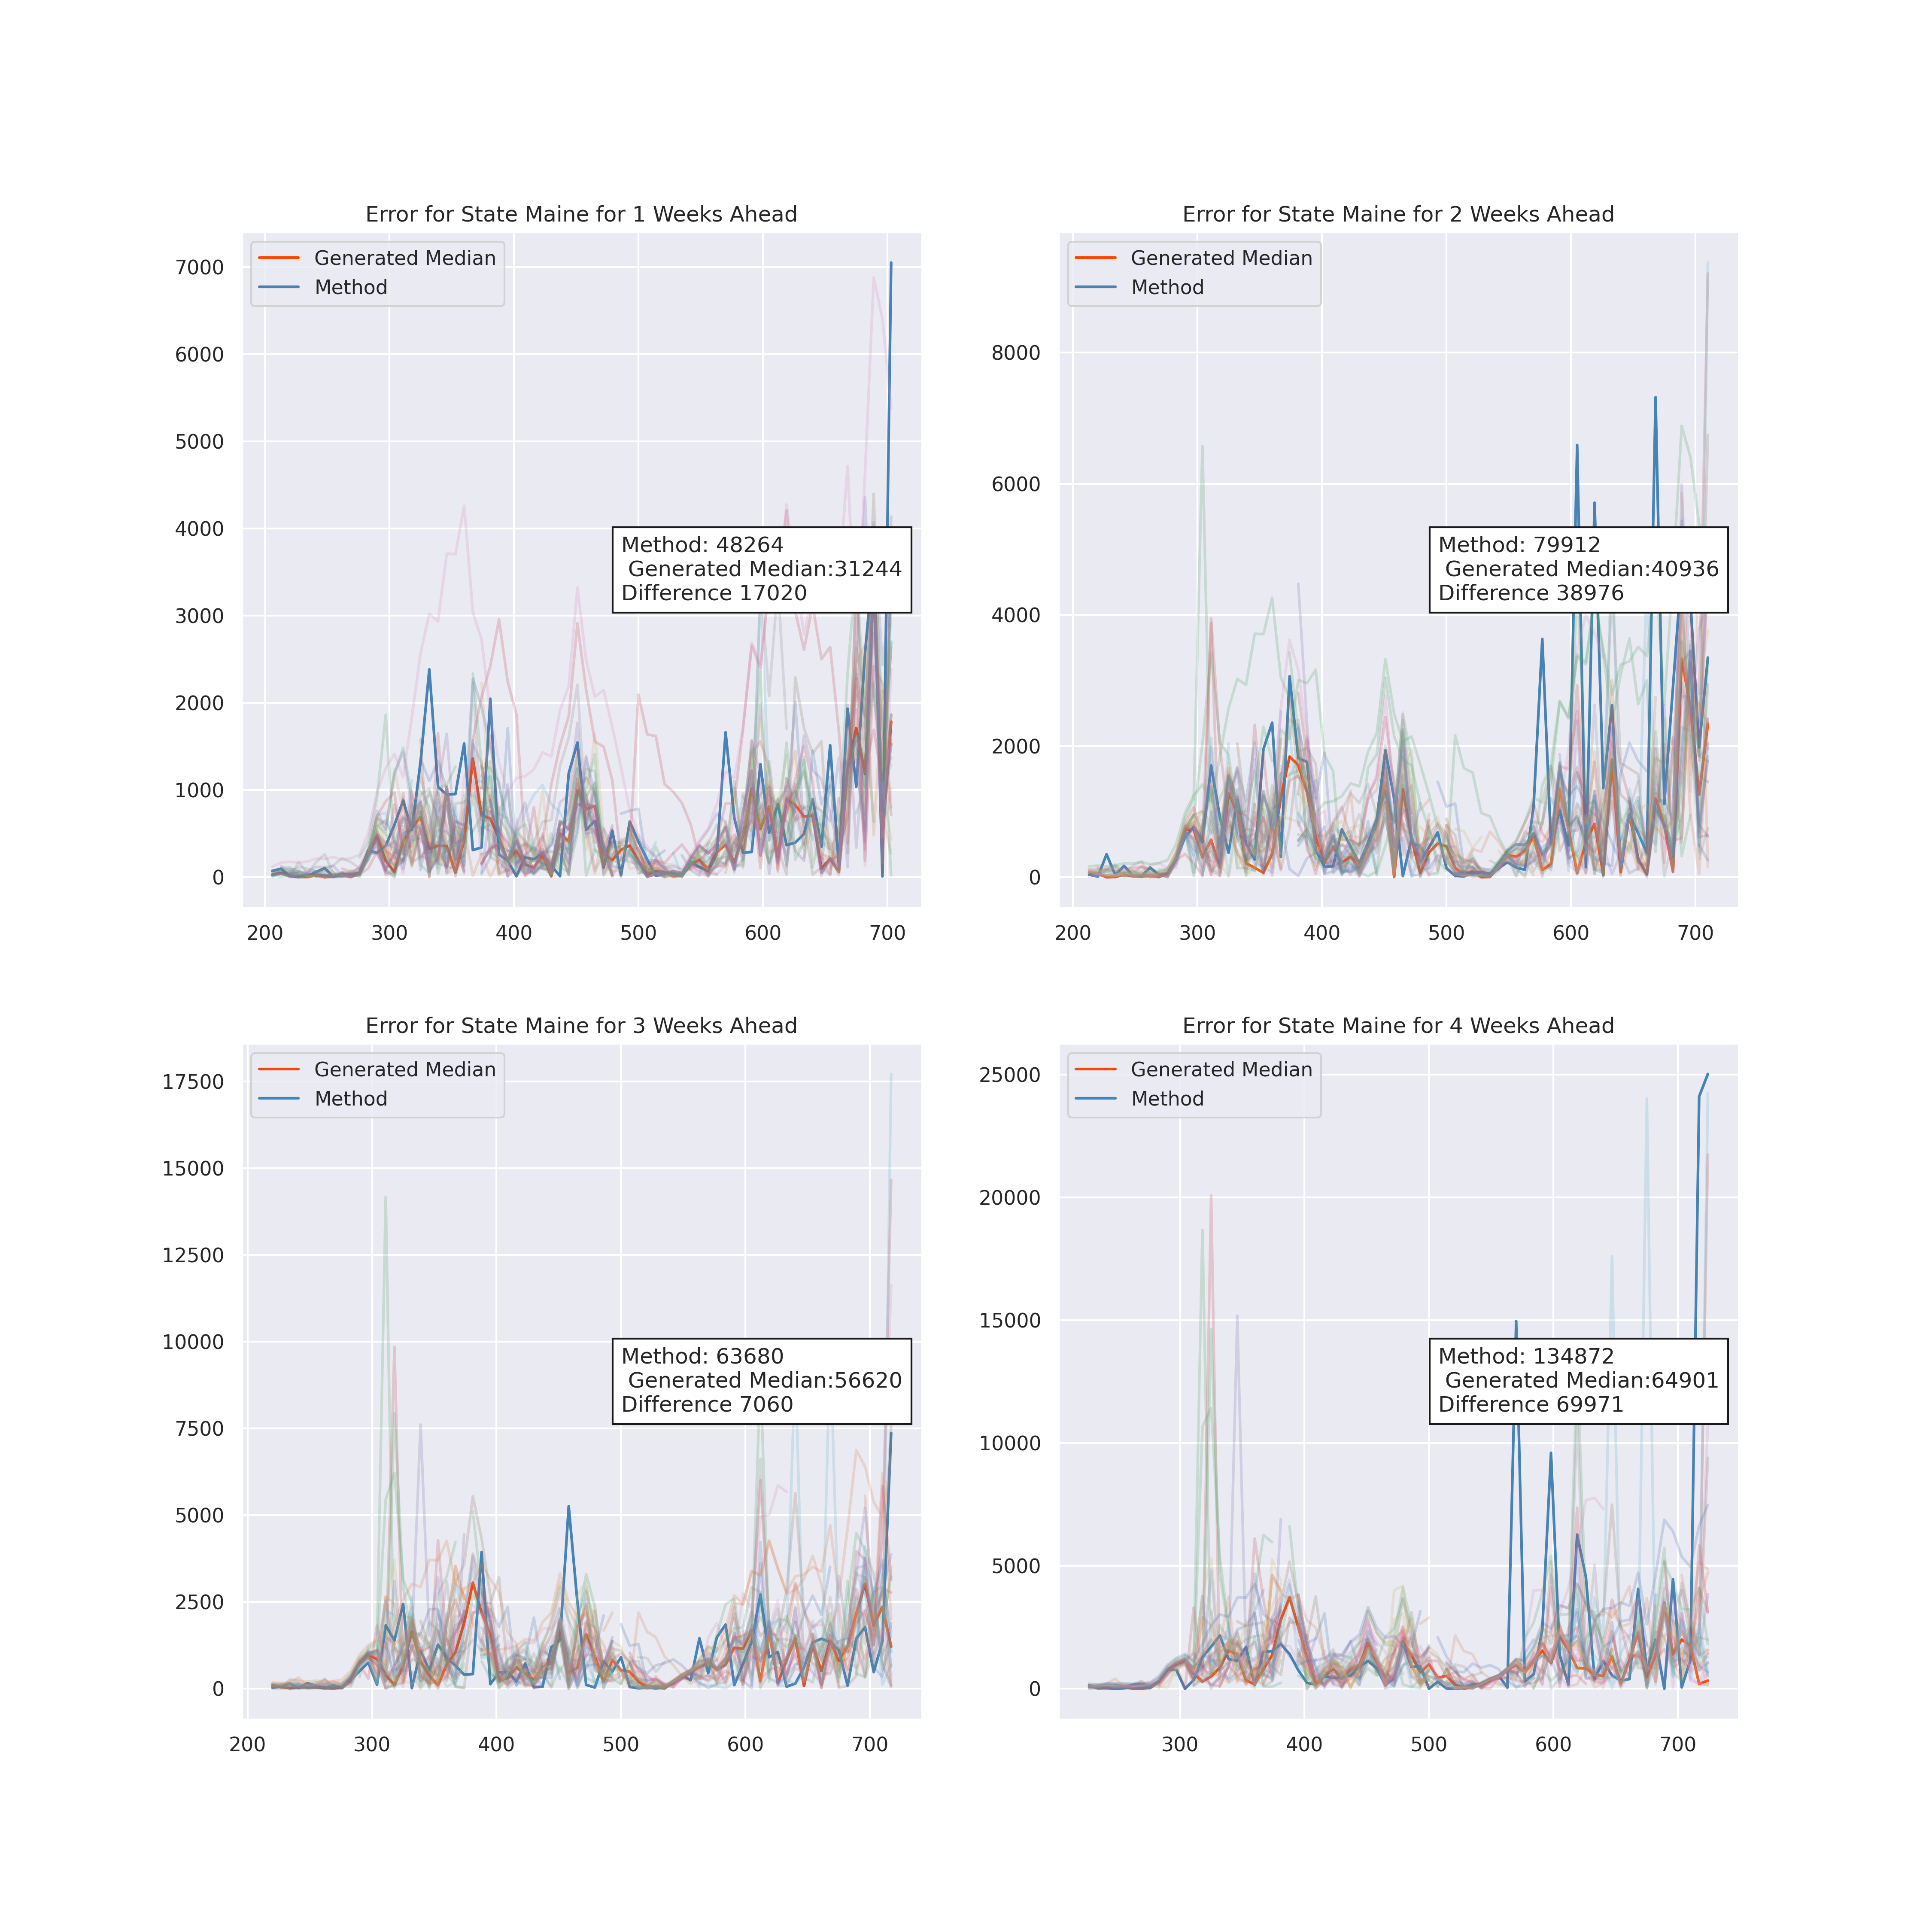 Error for State Maine for 1 Weeks Ahead
Generated Median
Method
7000
6000
5000
4000
3000
2000
1000
0
Method: 48264
Generated Median:31244
Difference 17020
200 300 400 500 600 700
Error for State Maine for 2 Weeks Ahead
Generated Median
Method
8000
6000
4000
2000
0
Method: 79912
Generated Median:40936
Difference 38976
200 300 400 500 600 700
Error for State Maine for 3 Weeks Ahead
Generated Median
Method
17500
15000
12500
10000
7500
5000
2500
0
Method: 63680
Generated Median:56620
Difference 7060
200 300 400 500 600 700
Error for State Maine for 4 Weeks Ahead
Generated Median
Method
25000
20000
15000
10000
5000
0
Method: 134872
Generated Median:64901
Difference 69971
300 400 500 600 700